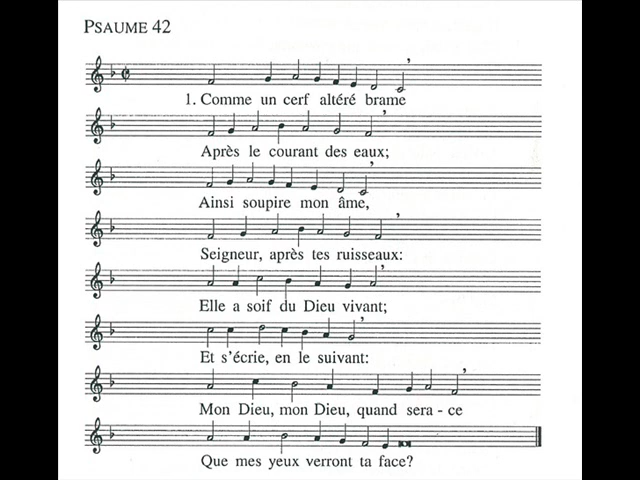 PSAUME 42
1. Comme un cerf altéré brame
Après le courant des eaux;
Ainsi soupire mon âme,
Seigneur, après tes ruisseaux:
Elle a soif du Dieu vivant;
Et s'écrie, en le suivant:
Mon Dieu, mon Dieu, quand sera - ce
Que mes yeux verront ta face?